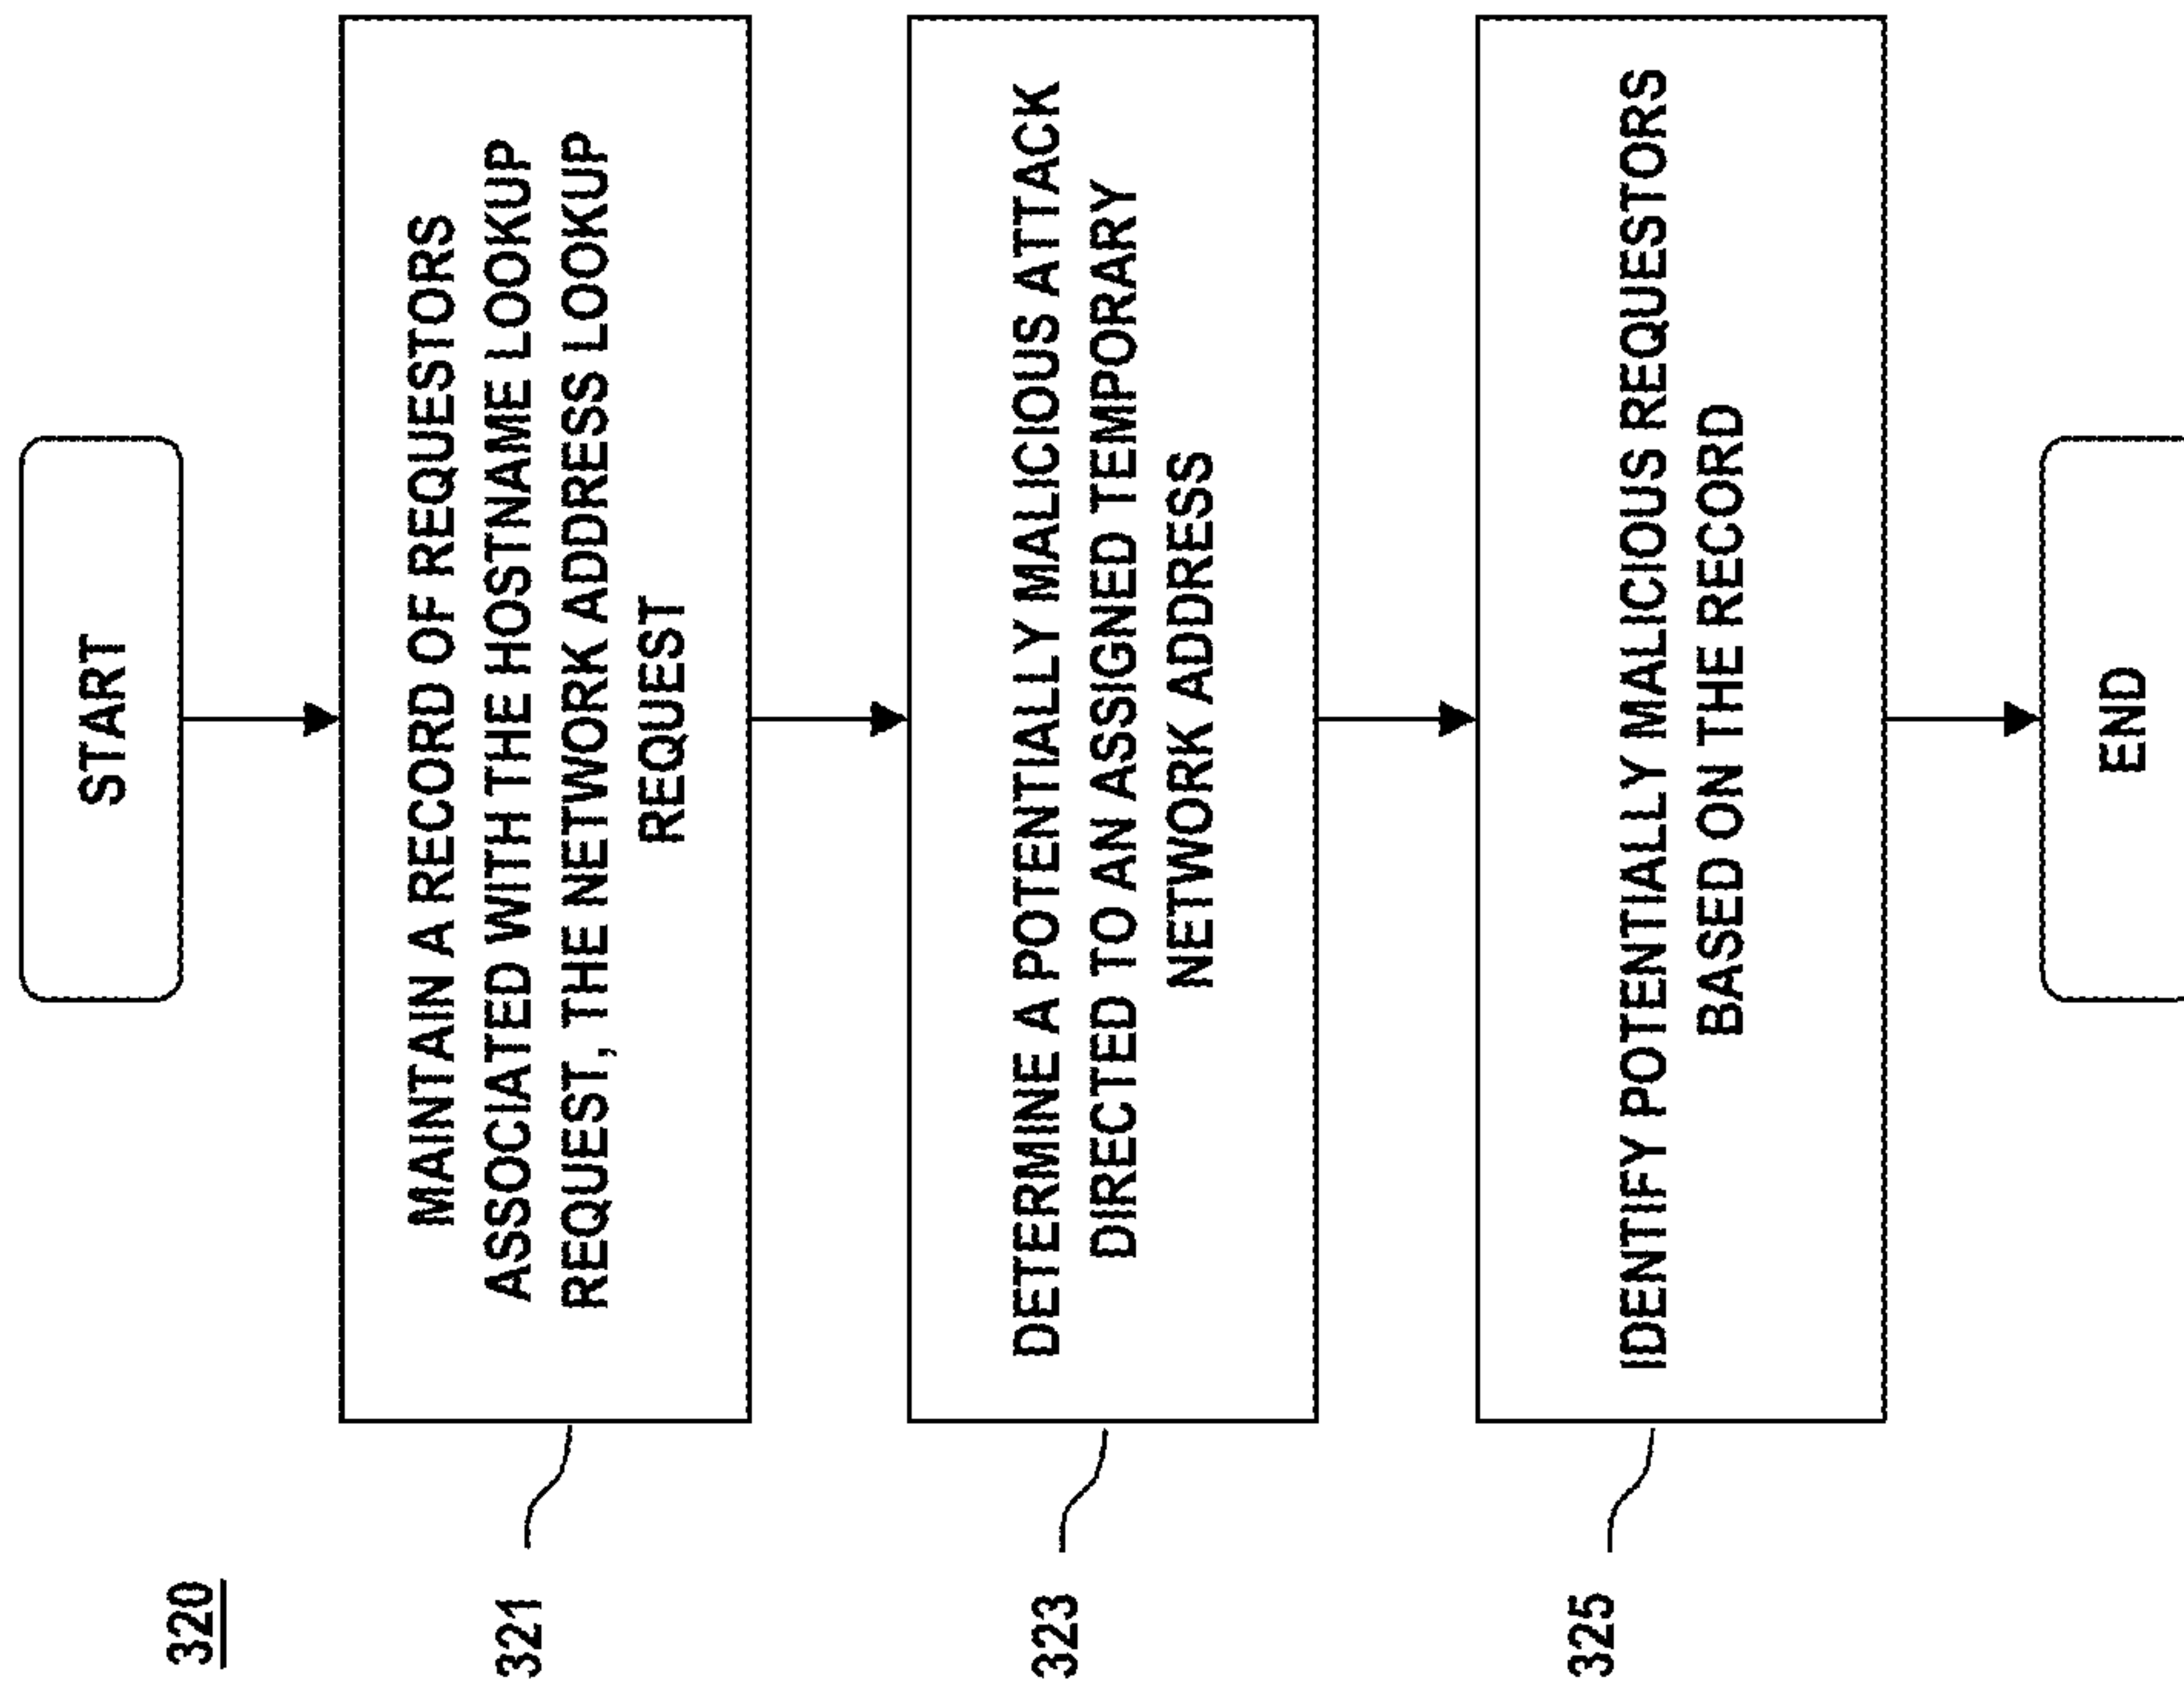 320
START
321
MAINTAIN A RECORD OF REQUESTORS
ASSOCIATED WITH THE HOSTNAME LOOKUP
REQUEST, THE NETWORK ADDRESS LOOKUP
REQUEST
323
DETERMINE A POTENTIALLY MALICIOUS ATTACK
DIRECTED TO AN ASSIGNED TEMPORARY
NETWORK ADDRESS
325
IDENTIFY POTENTIALLY MALICIOUS REQUESTORS
BASED ON THE RECORD
END